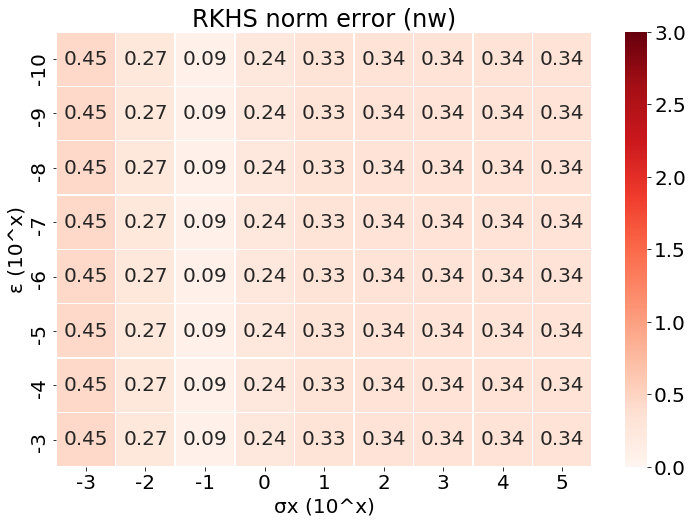 RKHS norm error (nw)
-10 0.45 0.27 0.09 0.24 0.33 0.34 0.34 0.34 0.34
-9 0.45 0.27 0.09 0.24 0.33 0.34 0.34 0.34 0.34
-8 0.45 0.27 0.09 0.24 0.33 0.34 0.34 0.34 0.34
-7 0.45 0.27 0.09 0.24 0.33 0.34 0.34 0.34 0.34
-6 0.45 0.27 0.09 0.24 0.33 0.34 0.34 0.34 0.34
-5 0.45 0.27 0.09 0.24 0.33 0.34 0.34 0.34 0.34
-4 0.45 0.27 0.09 0.24 0.33 0.34 0.34 0.34 0.34
-3 0.45 0.27 0.09 0.24 0.33 0.34 0.34 0.34 0.34
-3 -2 -1 0 1 2 3 4 5
σx (10^x)
ε (10^x)
3.0
2.5
2.0
1.5
1.0
0.5
0.0